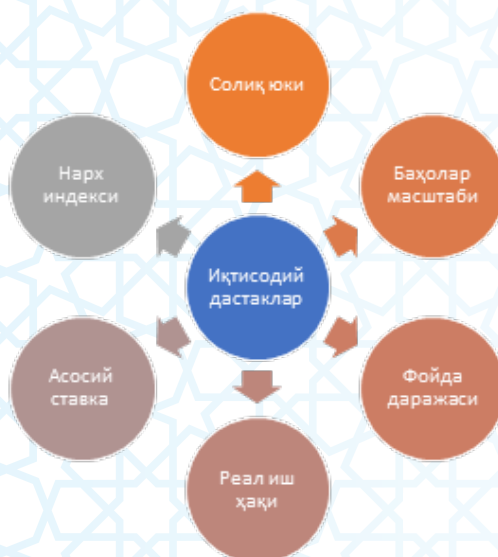 Солиқ юки
Баҳолар
масштаби
Фойда
даражаси
Реал иш
ҳақи
Асосий
ставка
Нарх
индекси
Иқтисодий
дастаклар